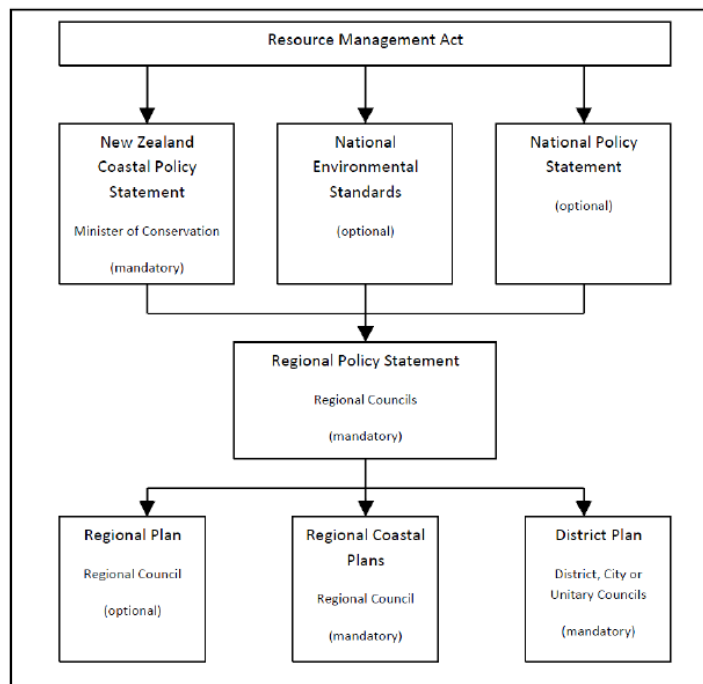 Resource Management Act
New Zealand
Coastal Policy
Statement
Minister of Conservation
(mandatory)
National
Environmental
Standards
(optional)
National Policy
Statement
(optional)
Regional Policy Statement
Regional Councils
(mandatory)
Regional Plan
Regional Council
(optional)
Regional Coastal
Plans
Regional Council
(mandatory)
District Plan
District, City or
Unitary Councils
(mandatory)